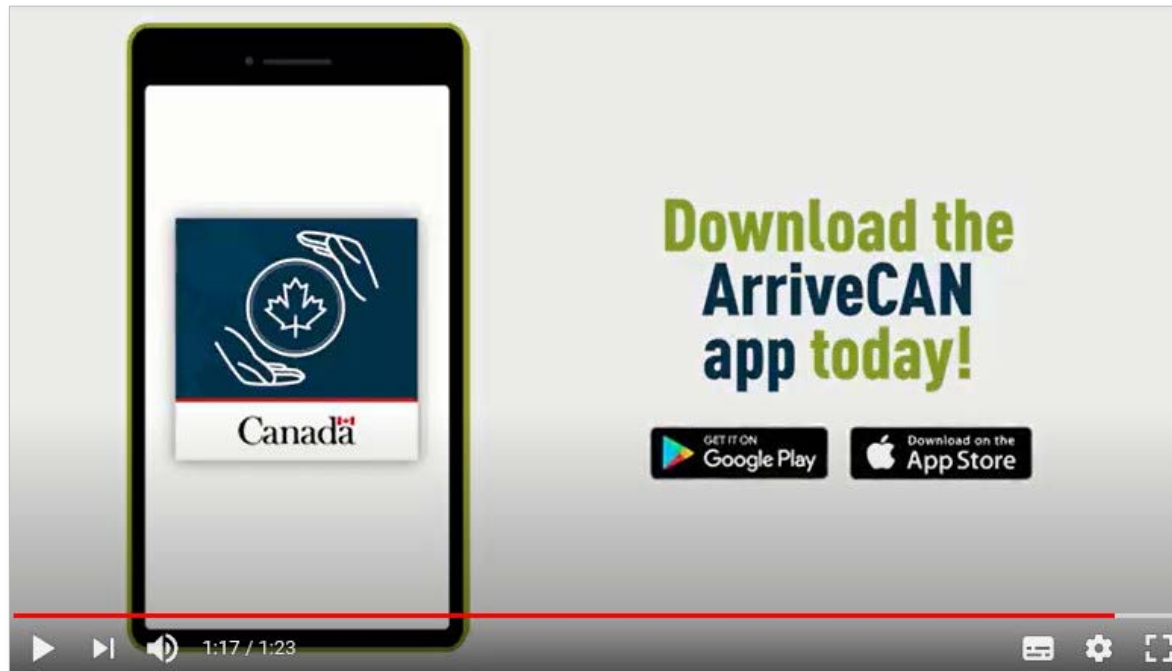 Download the
ArriveCAN
app today!
Canada
GET IT ON
Google Play
Download on the
App Store
1:17 / 1:23